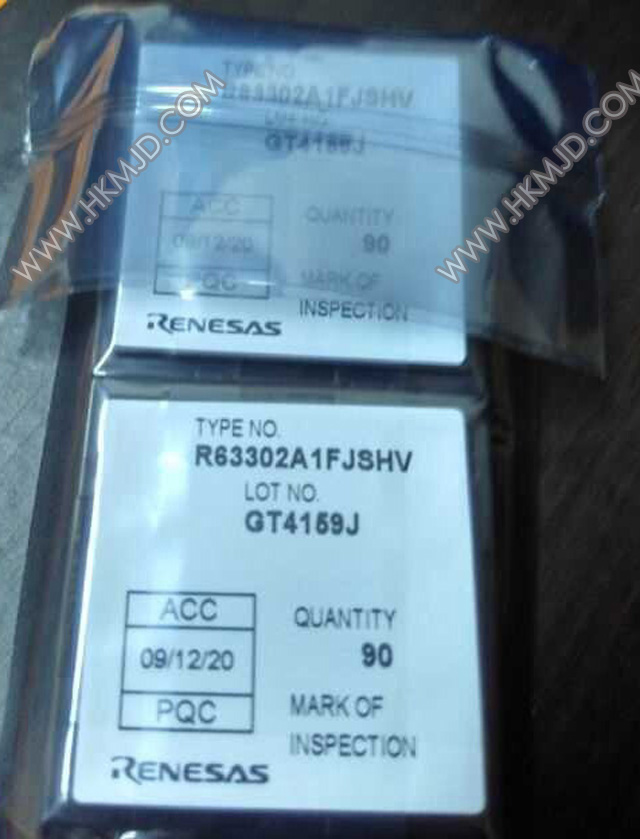 TYPE NO.
R63302A1FJSHV
LOT NO.
GT4159J
ACC
QUANTITY
09/12/20
90
PQC
MARK OF
INSPECTION
RENESAS
TYPE NO.
R63302A1FJSHV
LOT NO.
GT4159J
ACC
QUANTITY
09/12/20
90
PQC
MARK OF
INSPECTION
RENESAS
WWW.HKMJD.COM
WWW.HKMJD.COM